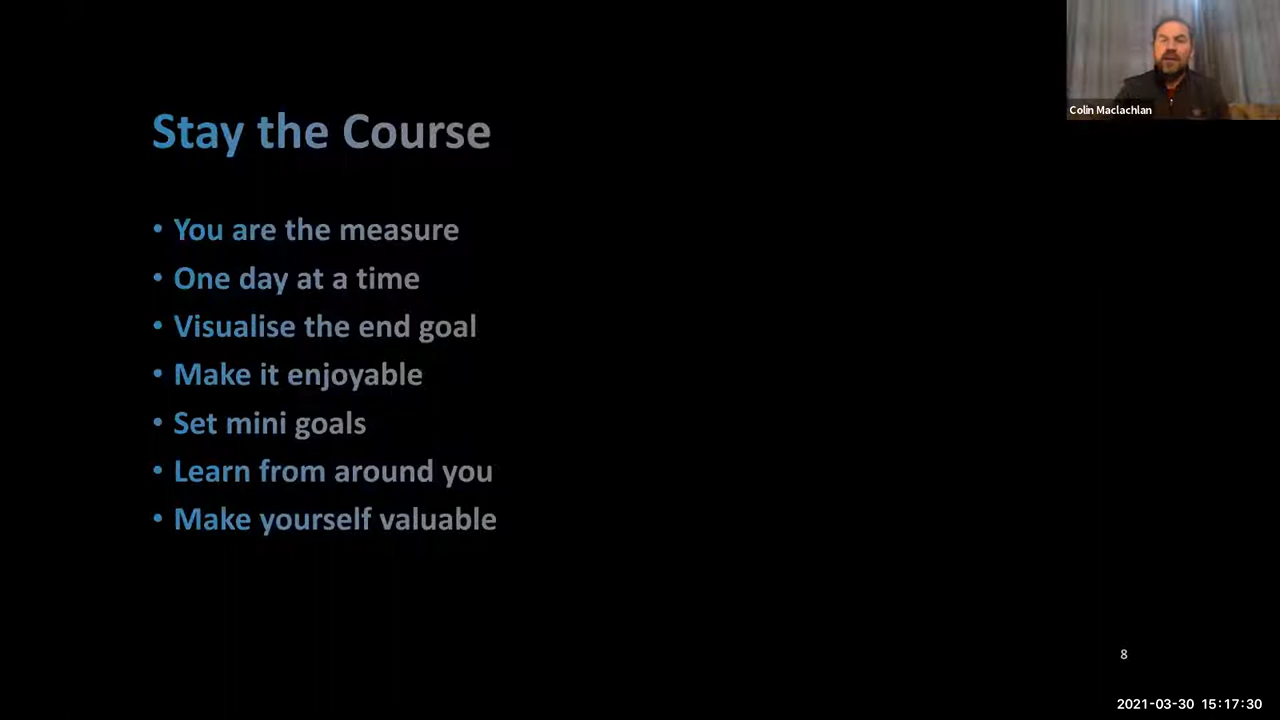 Colin Maclachlan
Stay the Course
• You are the measure
• One day at a time
• Visualise the end goal
• Make it enjoyable
• Set mini goals
• Learn from around you
• Make yourself valuable
8
2021-03-30 15:17:30